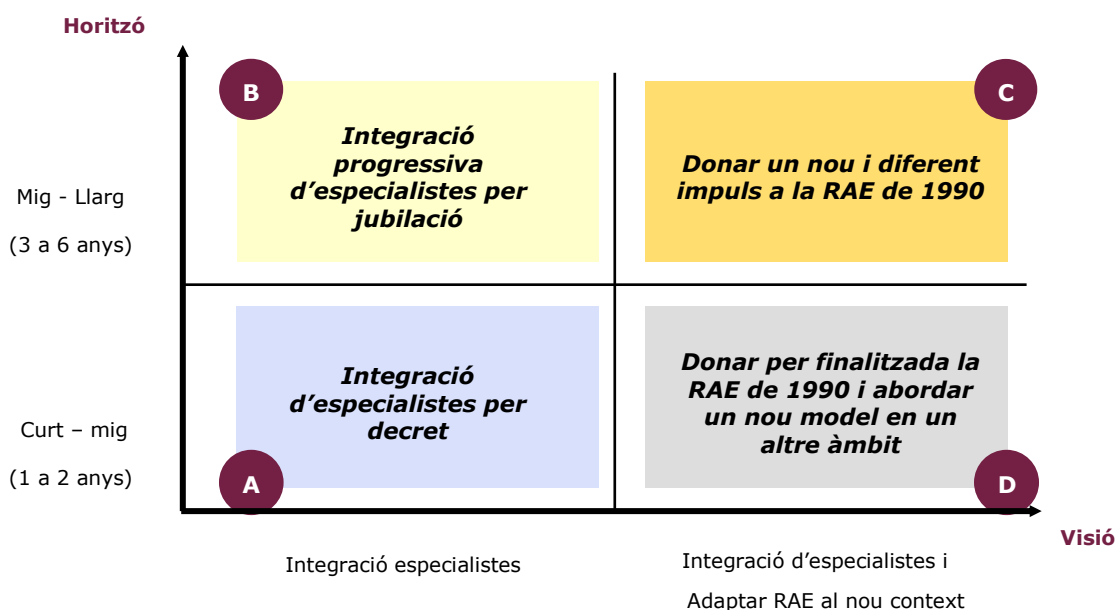 Horitzó
B
C
Integració
progressiva
d’especialistes per
jubilació
Donar un nou i diferent
impuls a la RAE de 1990
Mig - Llarg
(3 a 6 anys)
Integració
d’especialistes per
decret
Donar per finalitzada la
RAE de 1990 i abordar
un nou model en un
altre àmbit
Curt – mig
(1 a 2 anys)
A
D
Visió
Integració especialistes
Integració d’especialistes i
Adaptar RAE al nou context